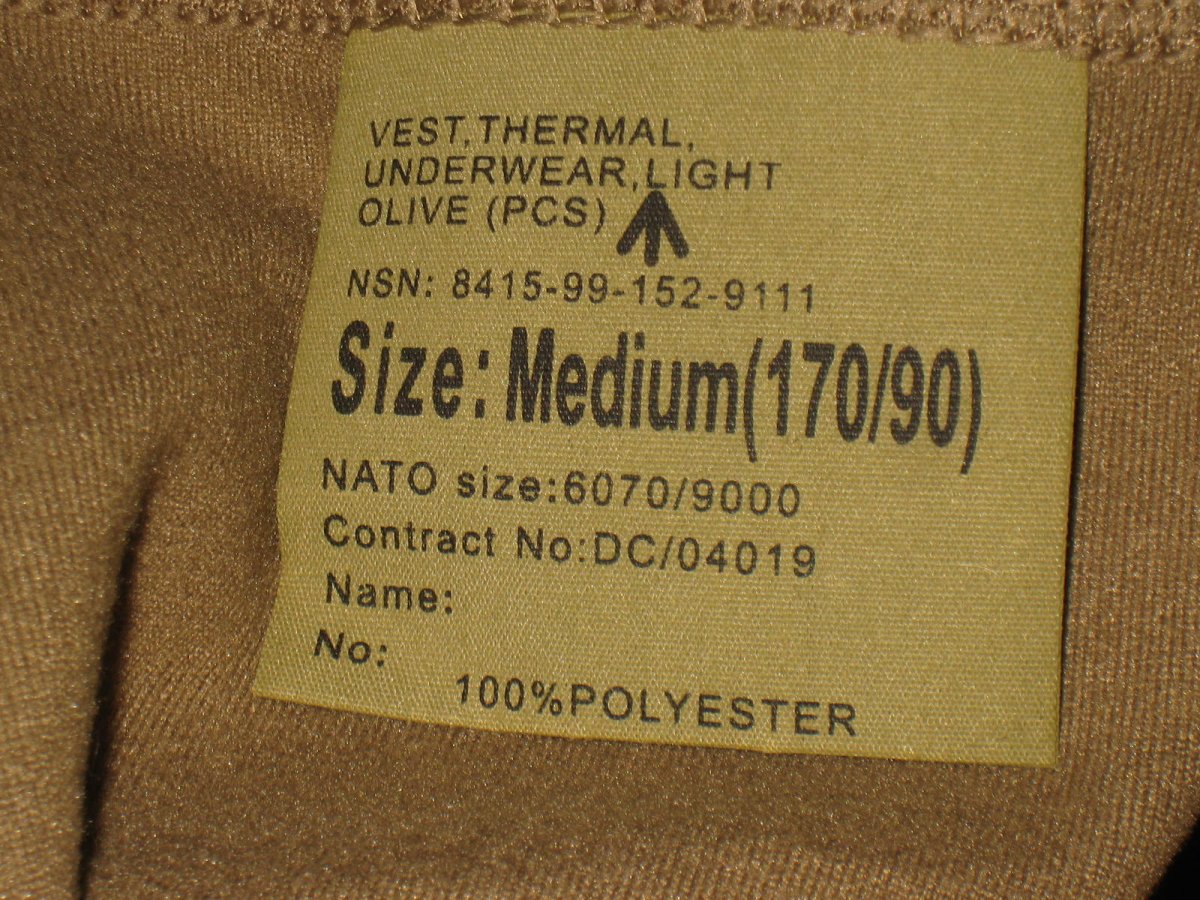 VEST,THERMAL,
UNDERWEAR,LIGHT
OLIVE (PCS)
NSN: 8415-99-152-9111
Size: Medium(170/90)
NATO size:6070/9000
Contract No:DC/04019
Name:
No:
100%POLYESTER